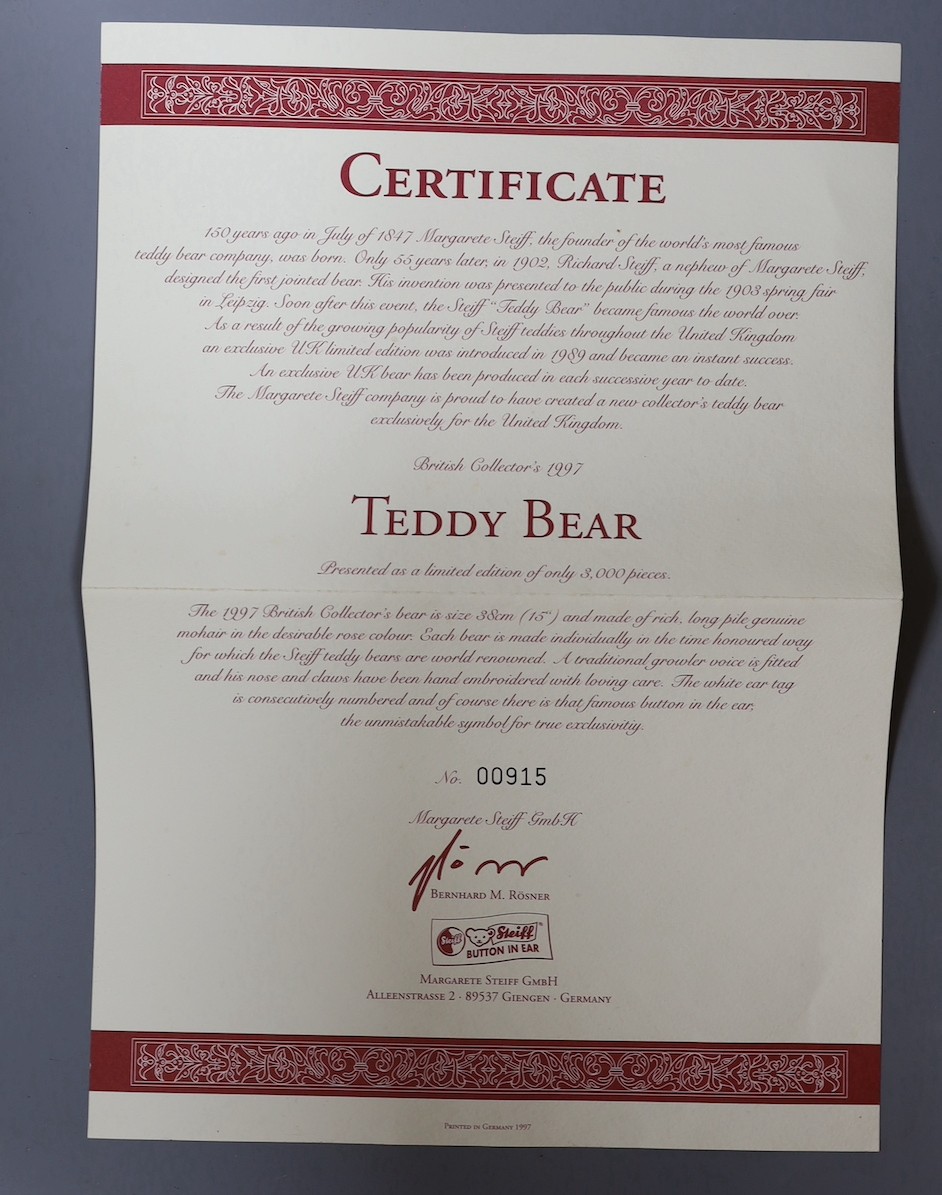 CERTIFICATE
150 years ago in July of 1847 Margarete Steiff, the founder of the world's most famous
teddy bear company, was born. Only 55 years later, in 1902, Richard Steiff, a nephew of Margarete Steiff,
designed the first jointed bear. His invention was presented to the public during the 1903 spring fair
in Leipzig. Soon after this event, the Steiff "Teddy Bear" became famous the world over.
As a result of the growing popularity of Steiff teddies throughout the United Kingdom
an exclusive UK limited edition was introduced in 1989 and became an instant success.
An exclusive UK bear has been produced in each successive year to date.
The Margarete Steiff company is proud to have created a new collector's teddy bear
exclusively for the United Kingdom.
British Collector's 1997
TEDDY BEAR
Presented as a limited edition of only 3,000 pieces.
The 1997 British Collector's bear is size 38cm (15") and made of rich, long pile genuine
mohair in the desirable rose colour. Each bear is made individually in the time honoured way
for which the Steiff teddy bears are world renowned. A traditional growler voice is fitted
and his nose and claws have been hand embroidered with loving care. The white ear tag
is consecutively numbered and of course there is that famous button in the ear,
the unmistakable symbol for true exclusivitiy.
No. 00915
Margarete Steiff GmbH
BERNHARD M. RÖSNER
Steiff Steiff®
BUTTON IN EAR
MARGARETE STEIFF GMBH
ALLEENSTRASSE 2 · 89537 GIENGEN · GERMANY
PRINTED IN GERMANY 1997